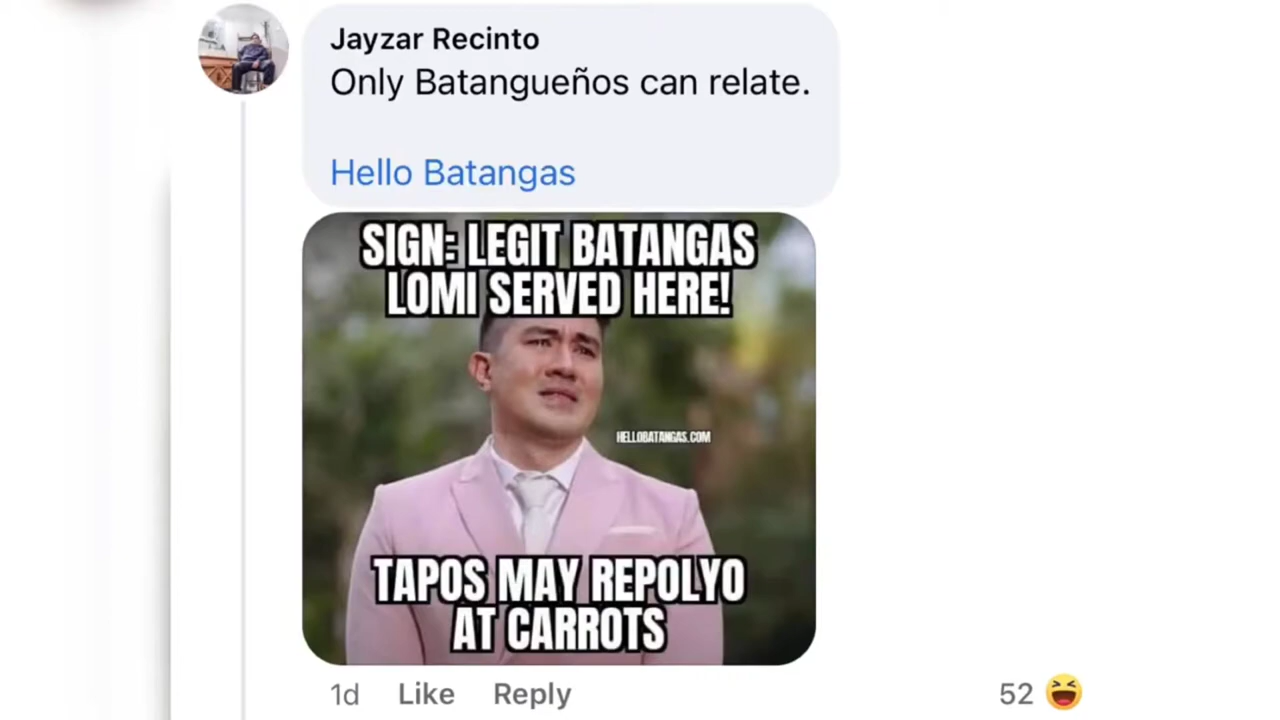 Jayzar Recinto
Only Batangueños can relate.
Hello Batangas
SIGN: LEGIT BATANGAS
LOMI SERVED HERE!
HELLOBATANGAS.COM
TAPOS MAY REPOLYO
AT CARROTS
1d Like Reply 52